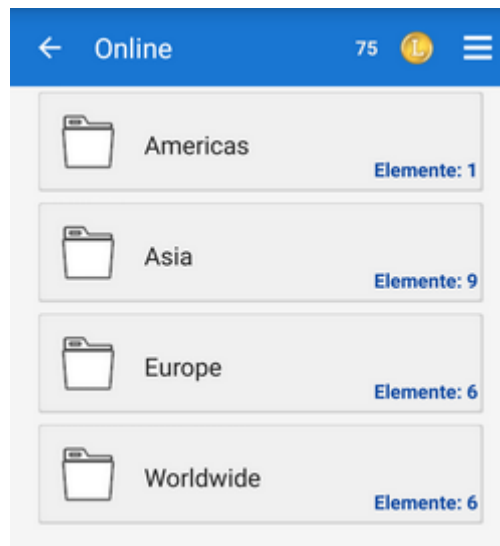 Online 75 L
Americas
Elemente: 1
Asia
Elemente: 9
Europe
Elemente: 6
Worldwide
Elemente: 6